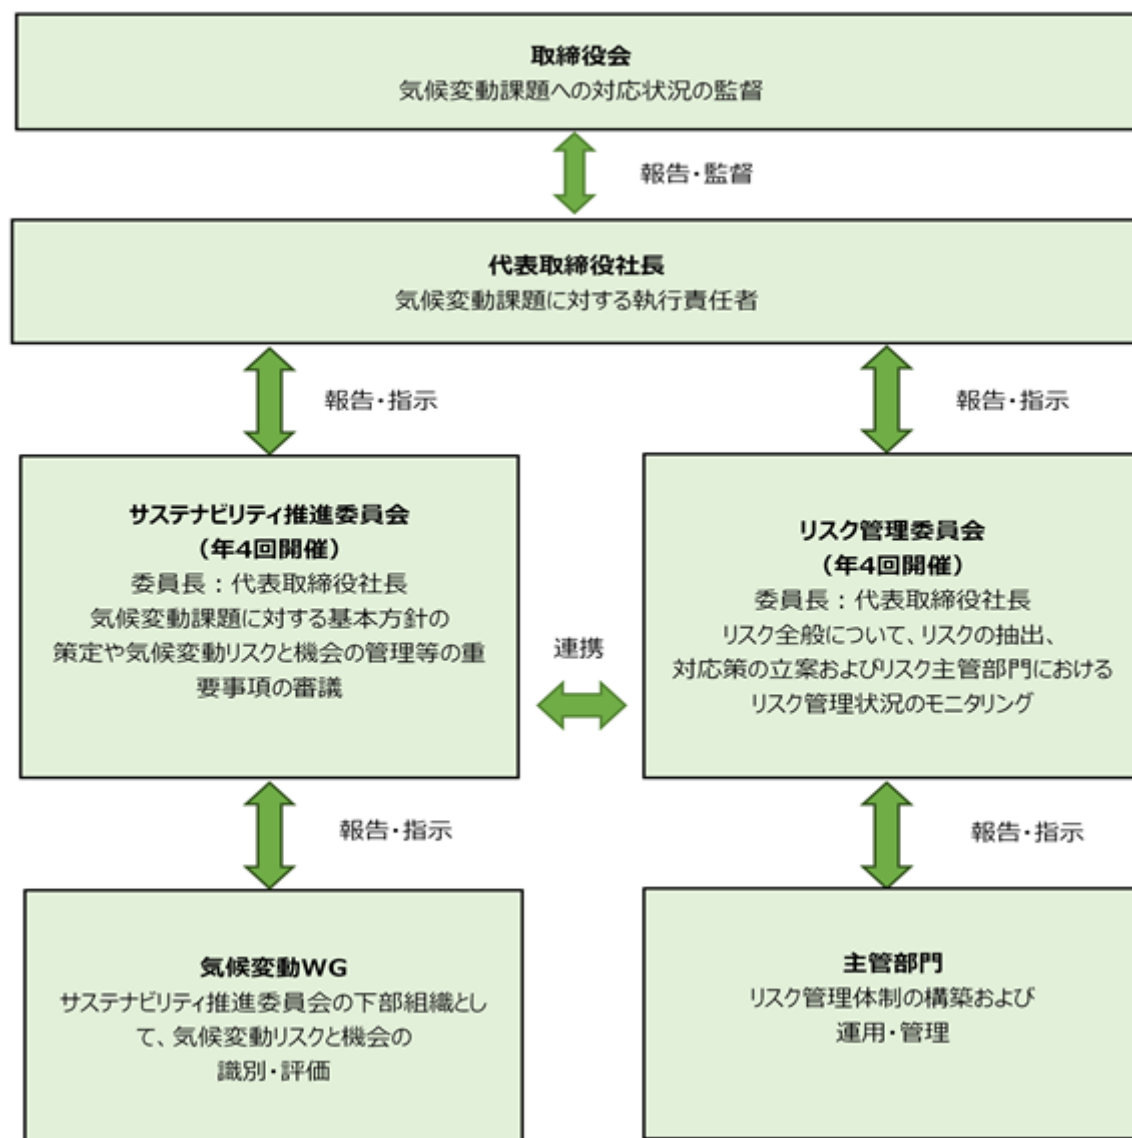 取締役会
気候変動課題への対応状況の監督
報告・監督
代表取締役社長
気候変動課題に対する執行責任者
報告・指示
報告・指示
サステナビリティ推進委員会
（年4回開催）
委員長：代表取締役社長
気候変動課題に対する基本方針の
策定や気候変動リスクと機会の管理等の重
要事項の審議
連携
リスク管理委員会
（年4回開催）
委員長：代表取締役社長
リスク全般について、リスクの抽出、
対応策の立案およびリスク主管部門における
リスク管理状況のモニタリング
報告・指示
報告・指示
気候変動WG
サステナビリティ推進委員会の下部組織とし
て、気候変動リスクと機会の
識別・評価
主管部門
リスク管理体制の構築および
運用・管理